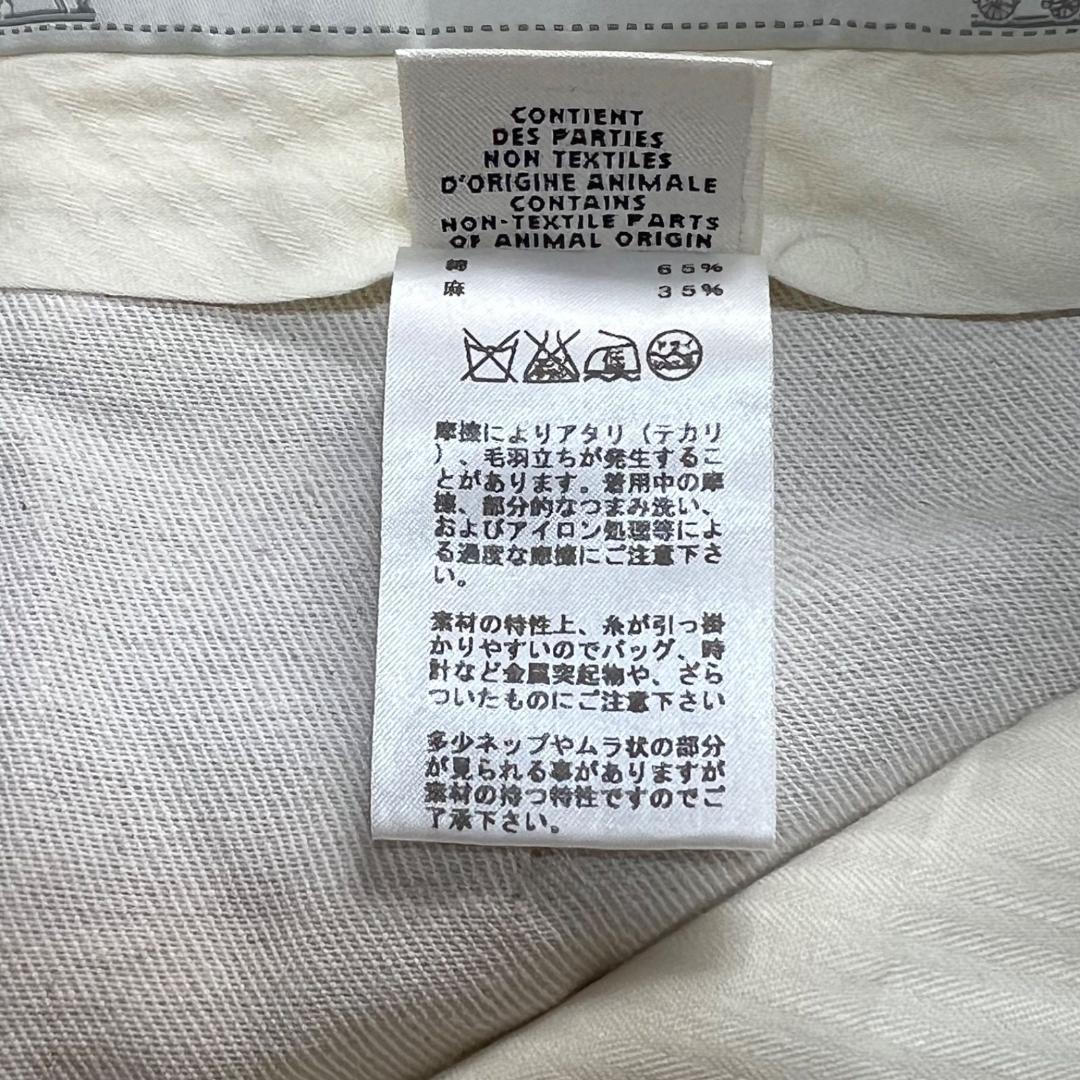 CONTIENT
DES PARTIES
NON TEXTILES
D'ORIGINE ANIMALE
CONTAINS
NON-TEXTILE PARTS
OF ANIMAL ORIGIN
綿 65%
麻 35%
低 アミイ
摩擦によりアタリ(テカリ
)、毛羽立ちが発生するこ
とがあります。着用中の摩
擦、部分的なつまみ洗い、
およびアイロン処理等によ
る過度な摩擦にご注意下さ
い。
素材の特性上、糸が引っ掛
かりやすいのでバッグ、時
計など金属突起物や、ざら
ついたものにご注意下さい
多少ネップやムラ状の部分
が見られる事がありますが
素材の持つ特性ですのでご
了承下さい。